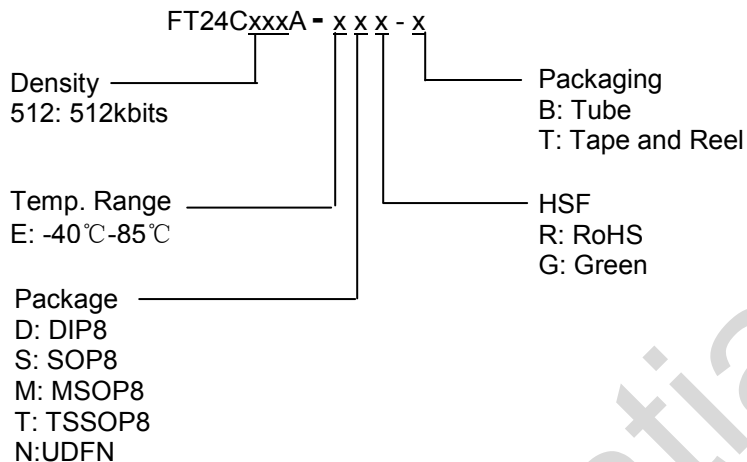 FT24CxxxA - x x x - x
Density
512: 512kbits
Temp. Range
E: -40℃-85℃
Package
D: DIP8
S: SOP8
M: MSOP8
T: TSSOP8
N:UDFN
Packaging
B: Tube
T: Tape and Reel
HSF
R: RoHS
G: Green